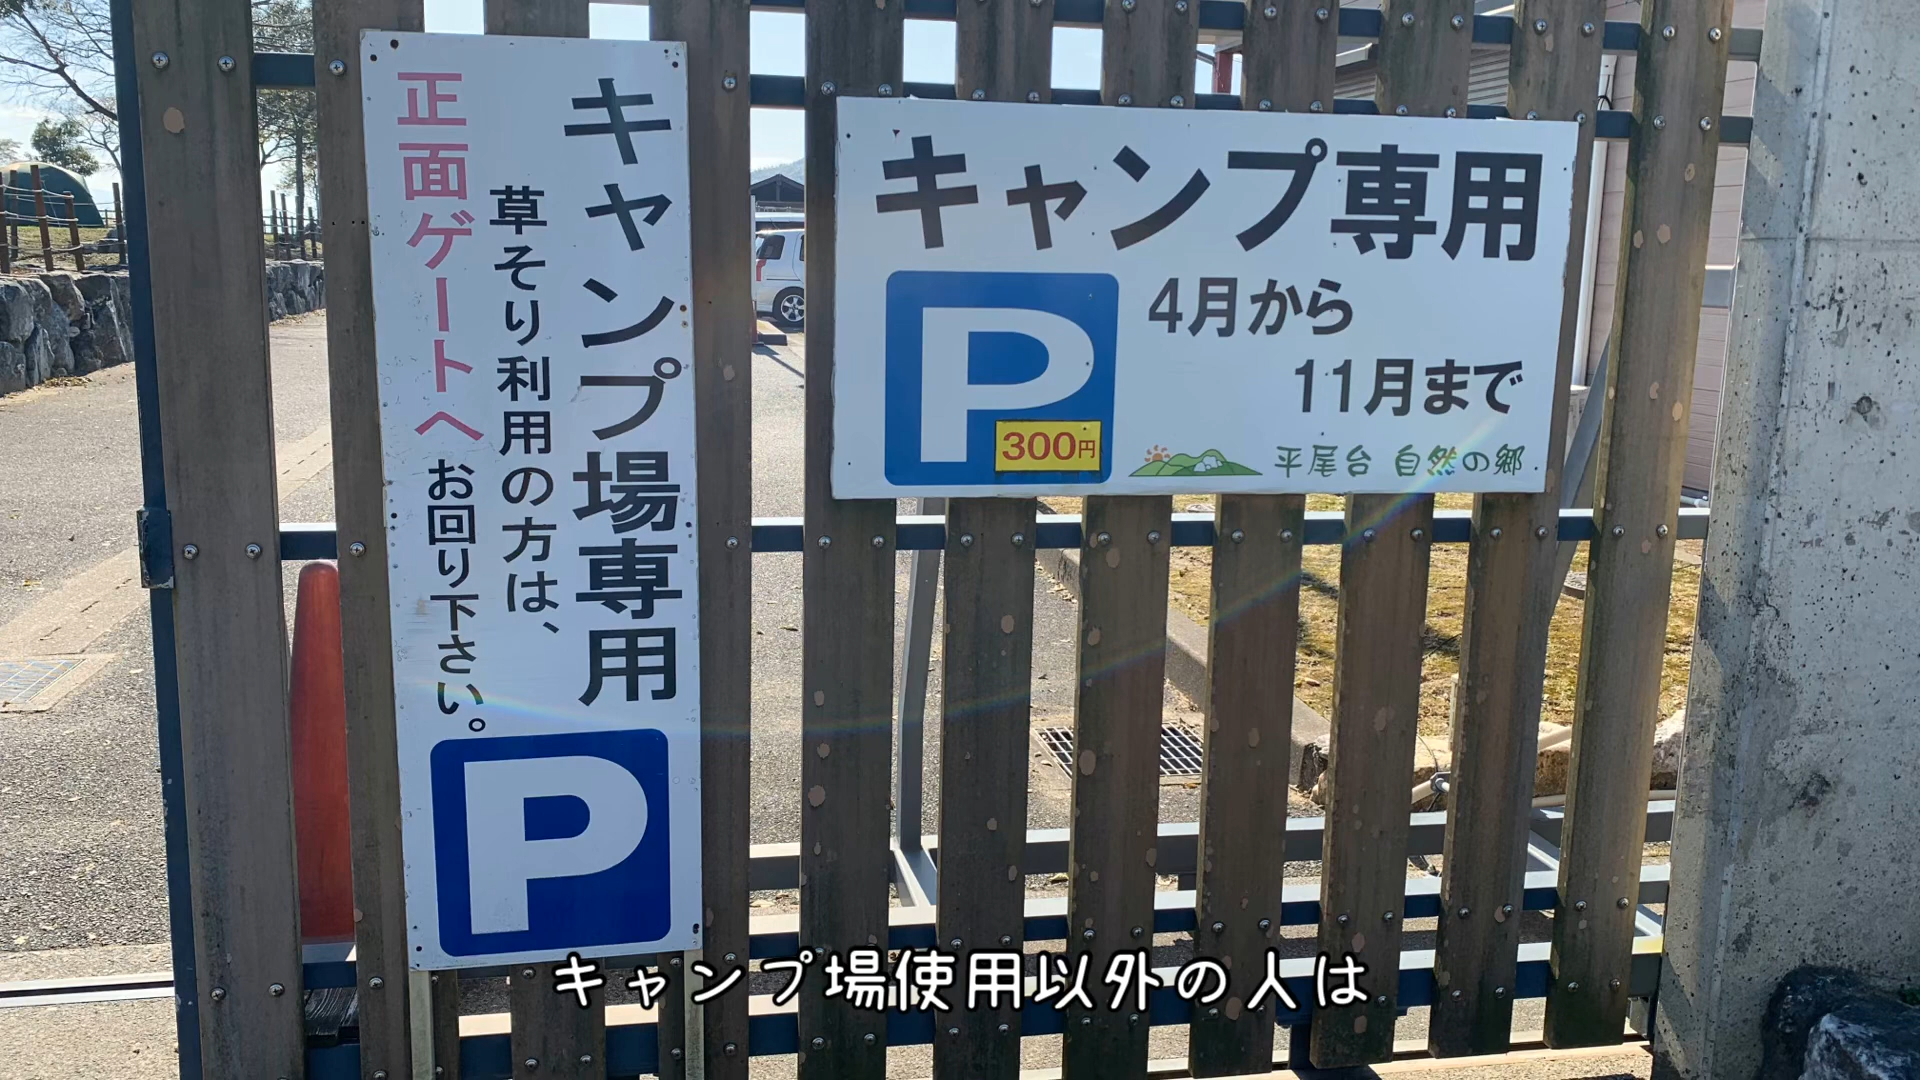 キャンプ場専用
草そり利用の方は、
正面ゲートへお回り下さい。
P
キャンプ専用
P
300円
4月から
11月まで
平尾台 自然の郷
キャンプ場使用以外の人は